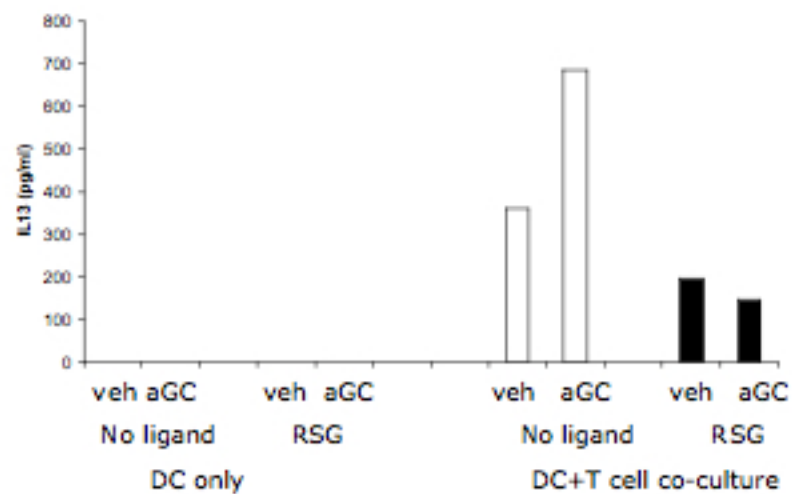 800
700
600
500
400
300
200
100
0
IL13 (pg/ml)
veh aGC veh aGC veh aGC veh aGC
No ligand RSG No ligand RSG
DC only DC+T cell co-culture